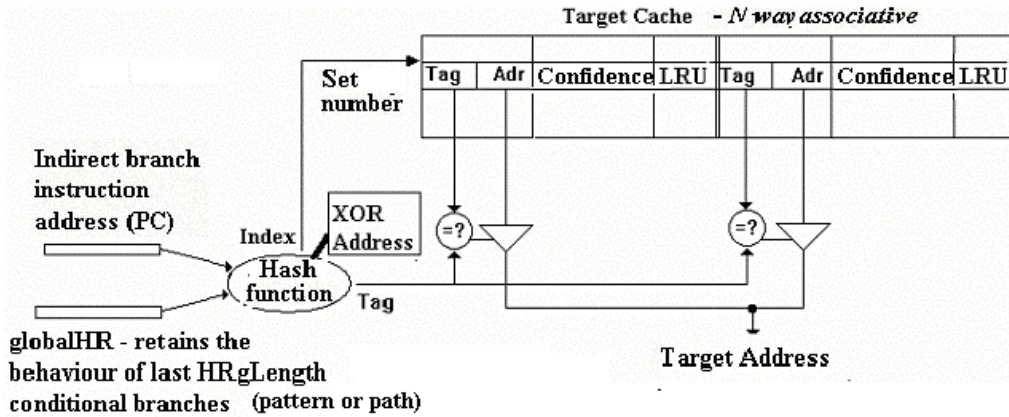 Target Cache - N way associative
Tag Adr Confidence LRU Tag Adr Confidence LRU
Set
number
Indirect branch
instruction
address (PC)
XOR
Address
=?
=?
Index
Hash
function
Tag
globalHR - retains the
behaviour of last HRgLength
conditional branches (pattern or path)
Target Address